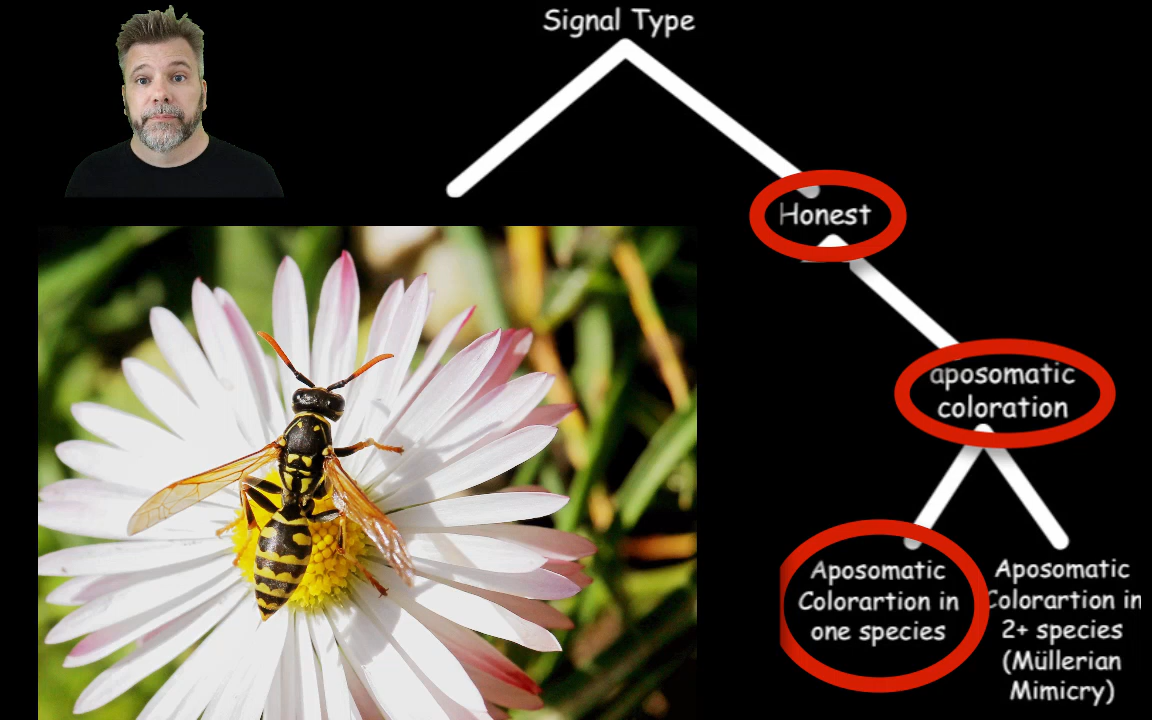 Signal Type
Honest
aposomatic
coloration
Aposomatic
Colorartion in
one species
Aposomatic
Colorartion in
2+ species
(Müllerian
Mimicry)